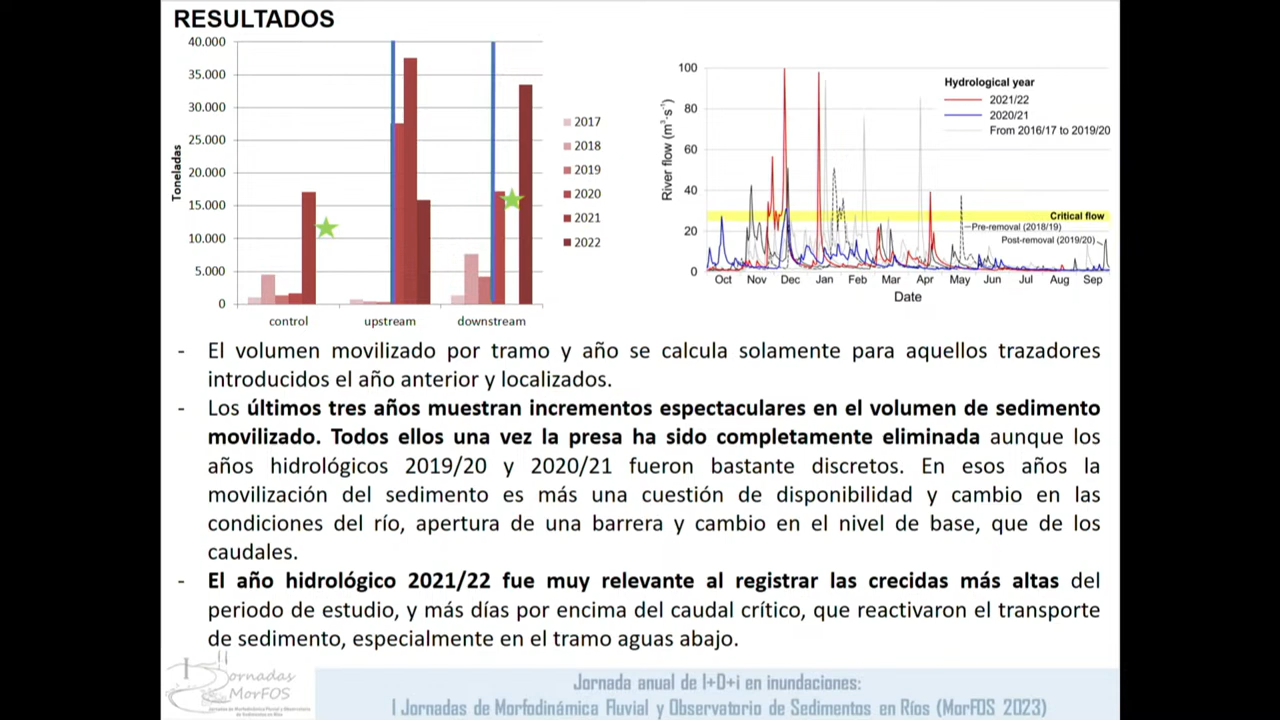 RESULTADOS
40.000
35.000
30.000
25.000
20.000
15.000
10.000
5.000
0
Toneladas
control
upstream
downstream
2017
2018
2019
2020
2021
2022
100
80
60
40
20
0
River flow (m³·s⁻¹)
Hydrological year
2021/22
2020/21
From 2016/17 to 2019/20
Critical flow
Pre-removal (2018/19)
Post-removal (2019/20)
Oct Nov Dec Jan Feb Mar Apr May Jun Jul Aug Sep
Date
- El volumen movilizado por tramo y año se calcula solamente para aquellos trazadores
introducidos el año anterior y localizados.
- Los últimos tres años muestran incrementos espectaculares en el volumen de sedimento
movilizado. Todos ellos una vez la presa ha sido completamente eliminada aunque los
años hidrológicos 2019/20 y 2020/21 fueron bastante discretos. En esos años la
movilización del sedimento es más una cuestión de disponibilidad y cambio en las
condiciones del río, apertura de una barrera y cambio en el nivel de base, que de los
caudales.
- El año hidrológico 2021/22 fue muy relevante al registrar las crecidas más altas del
periodo de estudio, y más días por encima del caudal crítico, que reactivaron el transporte
de sedimento, especialmente en el tramo aguas abajo.
I Jornadas
MorFOS
Jornadas de Morfodinámica Fluvial y Observatorio
de Sedimentos en Ríos
Jornada anual de I+D+i en inundaciones:
I Jornadas de Morfodinámica Fluvial y Observatorio de Sedimentos en Ríos (MorFOS 2023)